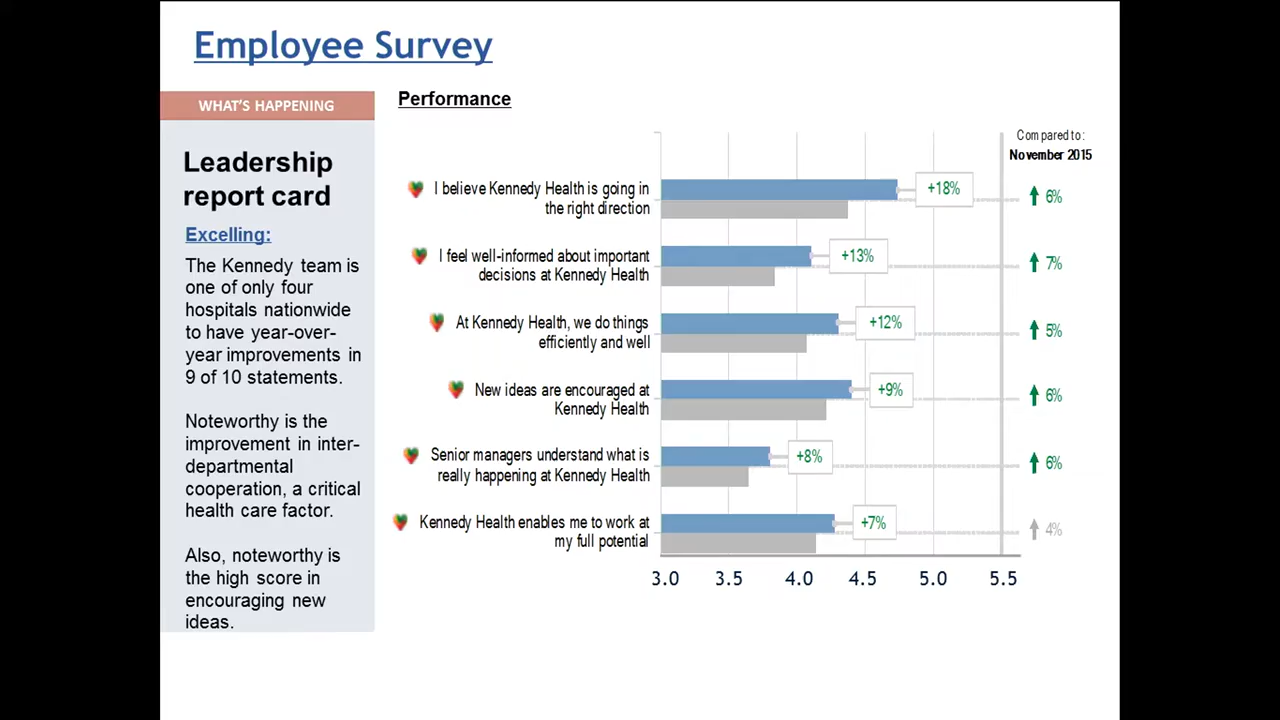 Employee Survey
WHAT'S HAPPENING
Leadership
report card
Excelling:
The Kennedy team is
one of only four
hospitals nationwide
to have year-over-
year improvements in
9 of 10 statements.
Noteworthy is the
improvement in inter-
departmental
cooperation, a critical
health care factor.
Also, noteworthy is
the high score in
encouraging new
ideas.
Performance
Compared to:
November 2015
I believe Kennedy Health is going in
the right direction
+18%
6%
I feel well-informed about important
decisions at Kennedy Health
+13%
7%
At Kennedy Health, we do things
efficiently and well
+12%
5%
New ideas are encouraged at
Kennedy Health
+9%
6%
Senior managers understand what is
really happening at Kennedy Health
+8%
6%
Kennedy Health enables me to work at
my full potential
+7%
4%
3.0 3.5 4.0 4.5 5.0 5.5